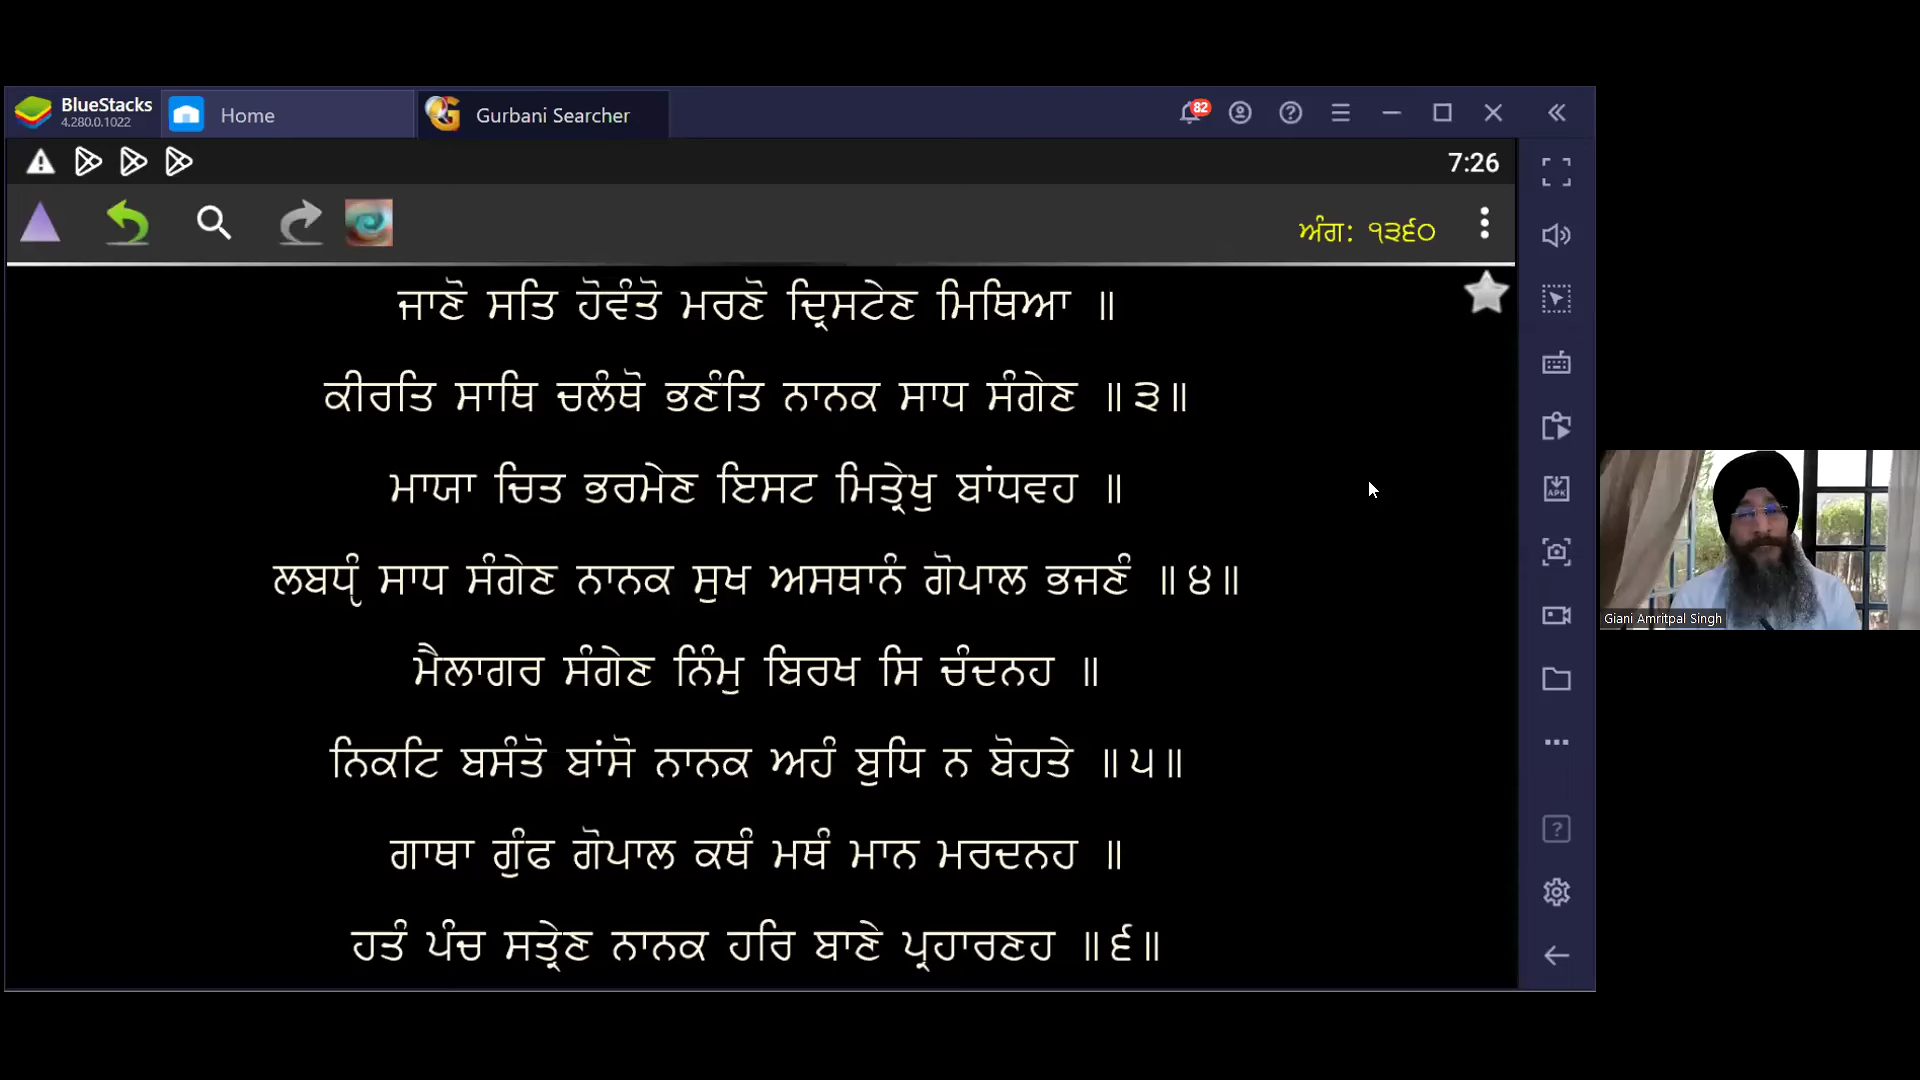 BlueStacks
4.280.0.1022
Home
Gurbani Searcher
82
7:26
ਅੰਗ: ੧੩੬੦
ਜਾਣੋ ਸਤਿ ਹੋਵੰਤੋ ਮਰਣੋ ਦ੍ਰਿਸਟੇਣ ਮਿਥਿਆ ॥
ਕੀਰਤਿ ਸਾਥਿ ਚਲੰਥੋ ਭਣੰਤਿ ਨਾਨਕ ਸਾਧ ਸੰਗੇਣ ॥੩॥
ਮਾਯਾ ਚਿਤ ਭਰਮੇਣ ਇਸਟ ਮਿਤ੍ਰੇਖੁ ਬਾਂਧਵਹ ॥
ਲਬਧੵੰ ਸਾਧ ਸੰਗੇਣ ਨਾਨਕ ਸੁਖ ਅਸਥਾਨੰ ਗੋਪਾਲ ਭਜਣੰ ॥੪॥
ਮੈਲਾਗਰ ਸੰਗੇਣ ਨਿੰਮੁ ਬਿਰਖ ਸਿ ਚੰਦਨਹ ॥
ਨਿਕਟਿ ਬਸੰਤੋ ਬਾਂਸੋ ਨਾਨਕ ਅਹੰ ਬੁਧਿ ਨ ਬੋਹਤੇ ॥੫॥
ਗਾਥਾ ਗੁੰਫ ਗੋਪਾਲ ਕਥੰ ਮਥੰ ਮਾਨ ਮਰਦਨਹ ॥
ਹਤੰ ਪੰਚ ਸਤ੍ਰੇਣ ਨਾਨਕ ਹਰਿ ਬਾਣੇ ਪ੍ਰਹਾਰਣਹ ॥੬॥
APK
Giani Amritpal Singh